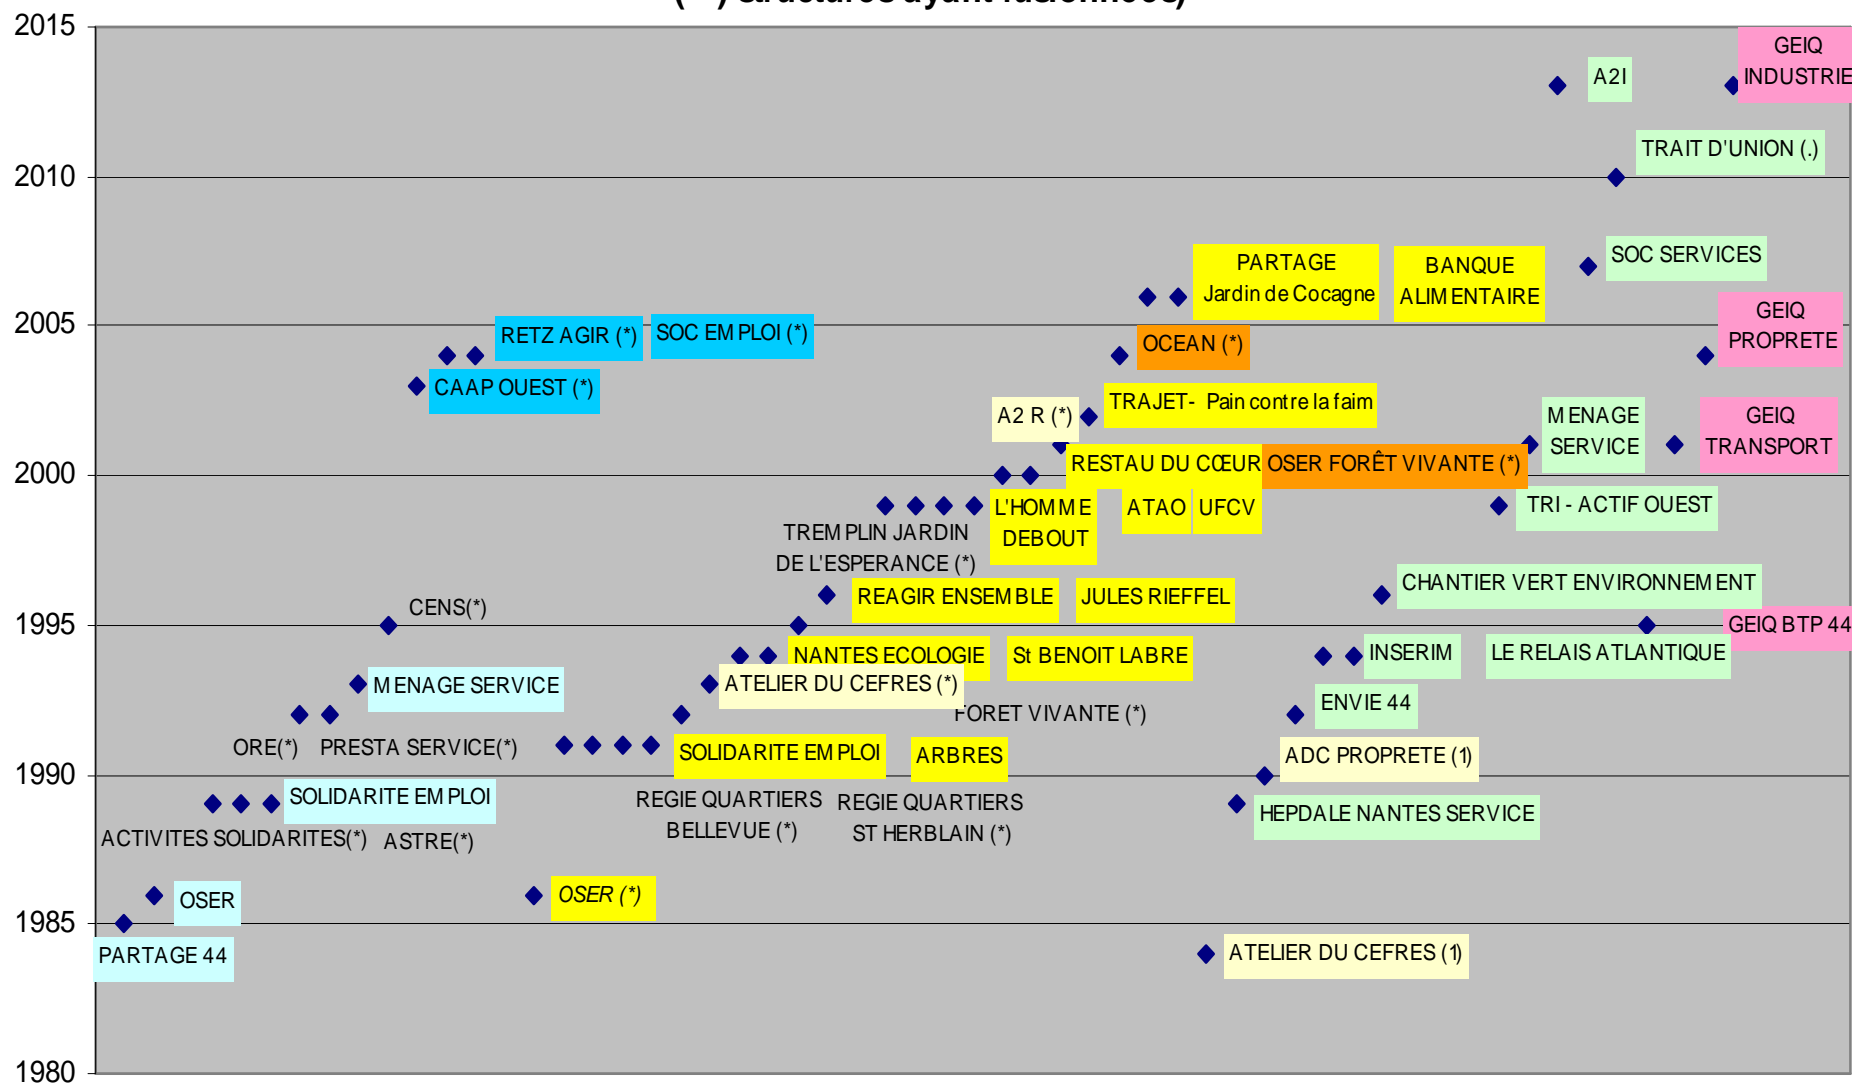 2015
GEIQ
INDUSTRIE
A2I
TRAIT D'UNION (.)
2010
SOC SERVICES
PARTAGE
Jardin de Cocagne
BANQUE
ALIMENTAIRE
2005
RETZ AGIR (*)
SOC EMPLOI (*)
OCEAN (*)
GEIQ
PROPRETE
CAAP OUEST (*)
TRAJET- Pain contre la faim
A2 R (*)
MENAGE
SERVICE
GEIQ
TRANSPORT
2000
RESTAU DU CŒUR
OSER FORÊT VIVANTE (*)
L'HOMME
DEBOUT
ATAO
UFCV
TRI - ACTIF OUEST
TREMPLIN JARDIN
DE L'ESPERANCE (*)
CHANTIER VERT ENVIRONNEMENT
REAGIR ENSEMBLE
JULES RIEFFEL
CENS(*)
1995
GEIQ BTP 44
NANTES ECOLOGIE
St BENOIT LABRE
INSERIM
LE RELAIS ATLANTIQUE
MENAGE SERVICE
ATELIER DU CEFRES (*)
ENVIE 44
FORET VIVANTE (*)
ORE(*)
PRESTA SERVICE(*)
SOLIDARITE EMPLOI
ARBRES
ADC PROPRETE (1)
1990
SOLIDARITE EMPLOI
REGIE QUARTIERS
BELLEVUE (*)
REGIE QUARTIERS
ST HERBLAIN (*)
HEPDALE NANTES SERVICE
ACTIVITES SOLIDARITES(*)
ASTRE(*)
OSER
OSER (*)
1985
PARTAGE 44
ATELIER DU CEFRES (1)
1980